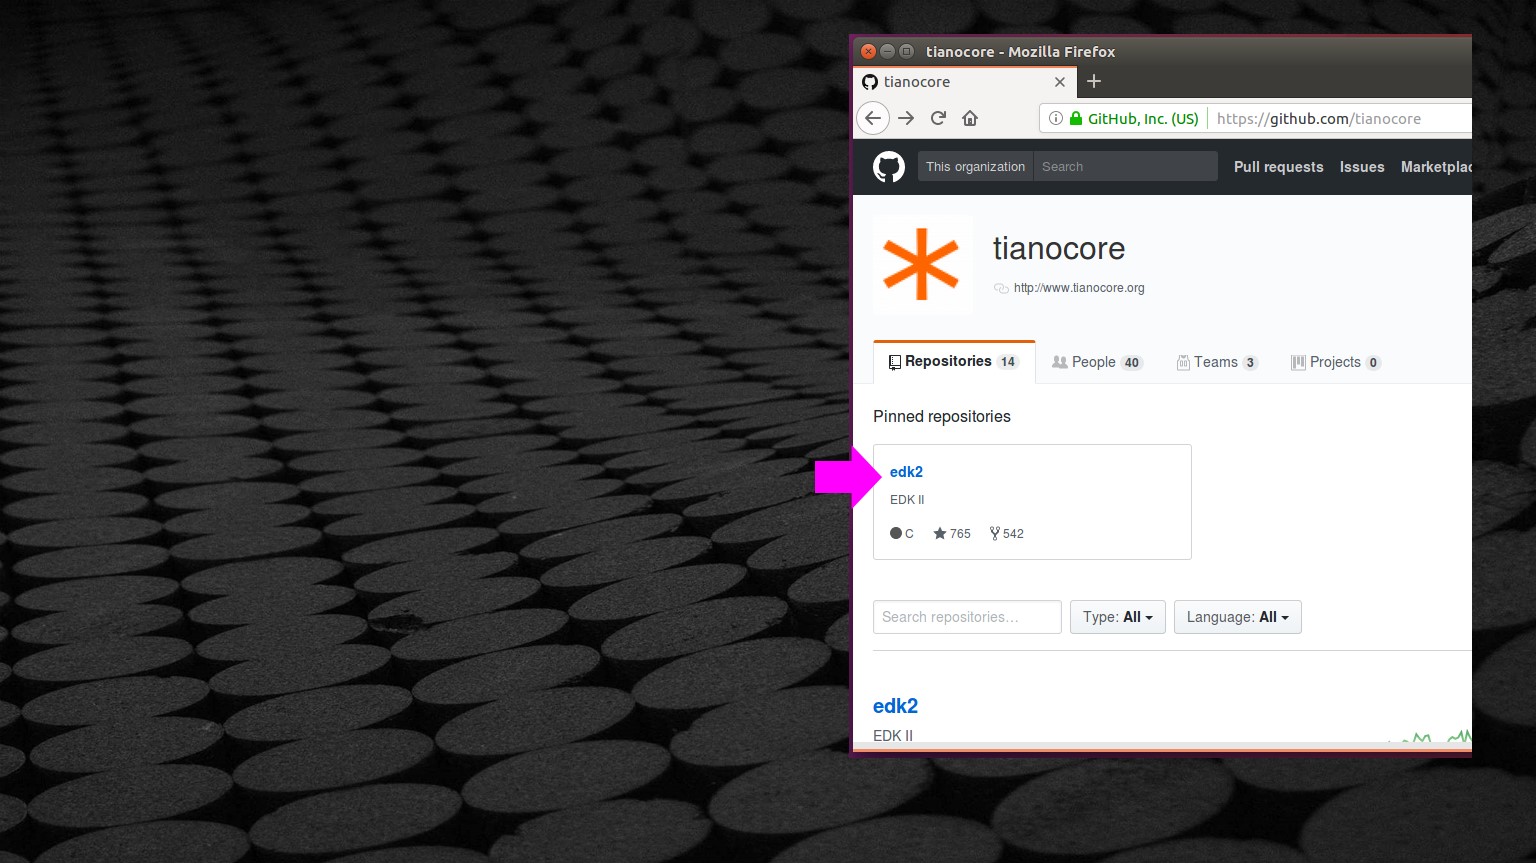 tianocore - Mozilla Firefox
tianocore
GitHub, Inc. (US) https://github.com/tianocore
This organization Search Pull requests Issues Marketplac
tianocore
http://www.tianocore.org
Repositories 14 People 40 Teams 3 Projects 0
Pinned repositories
edk2
EDK II
C 765 542
Search repositories… Type: All Language: All
edk2
EDK II